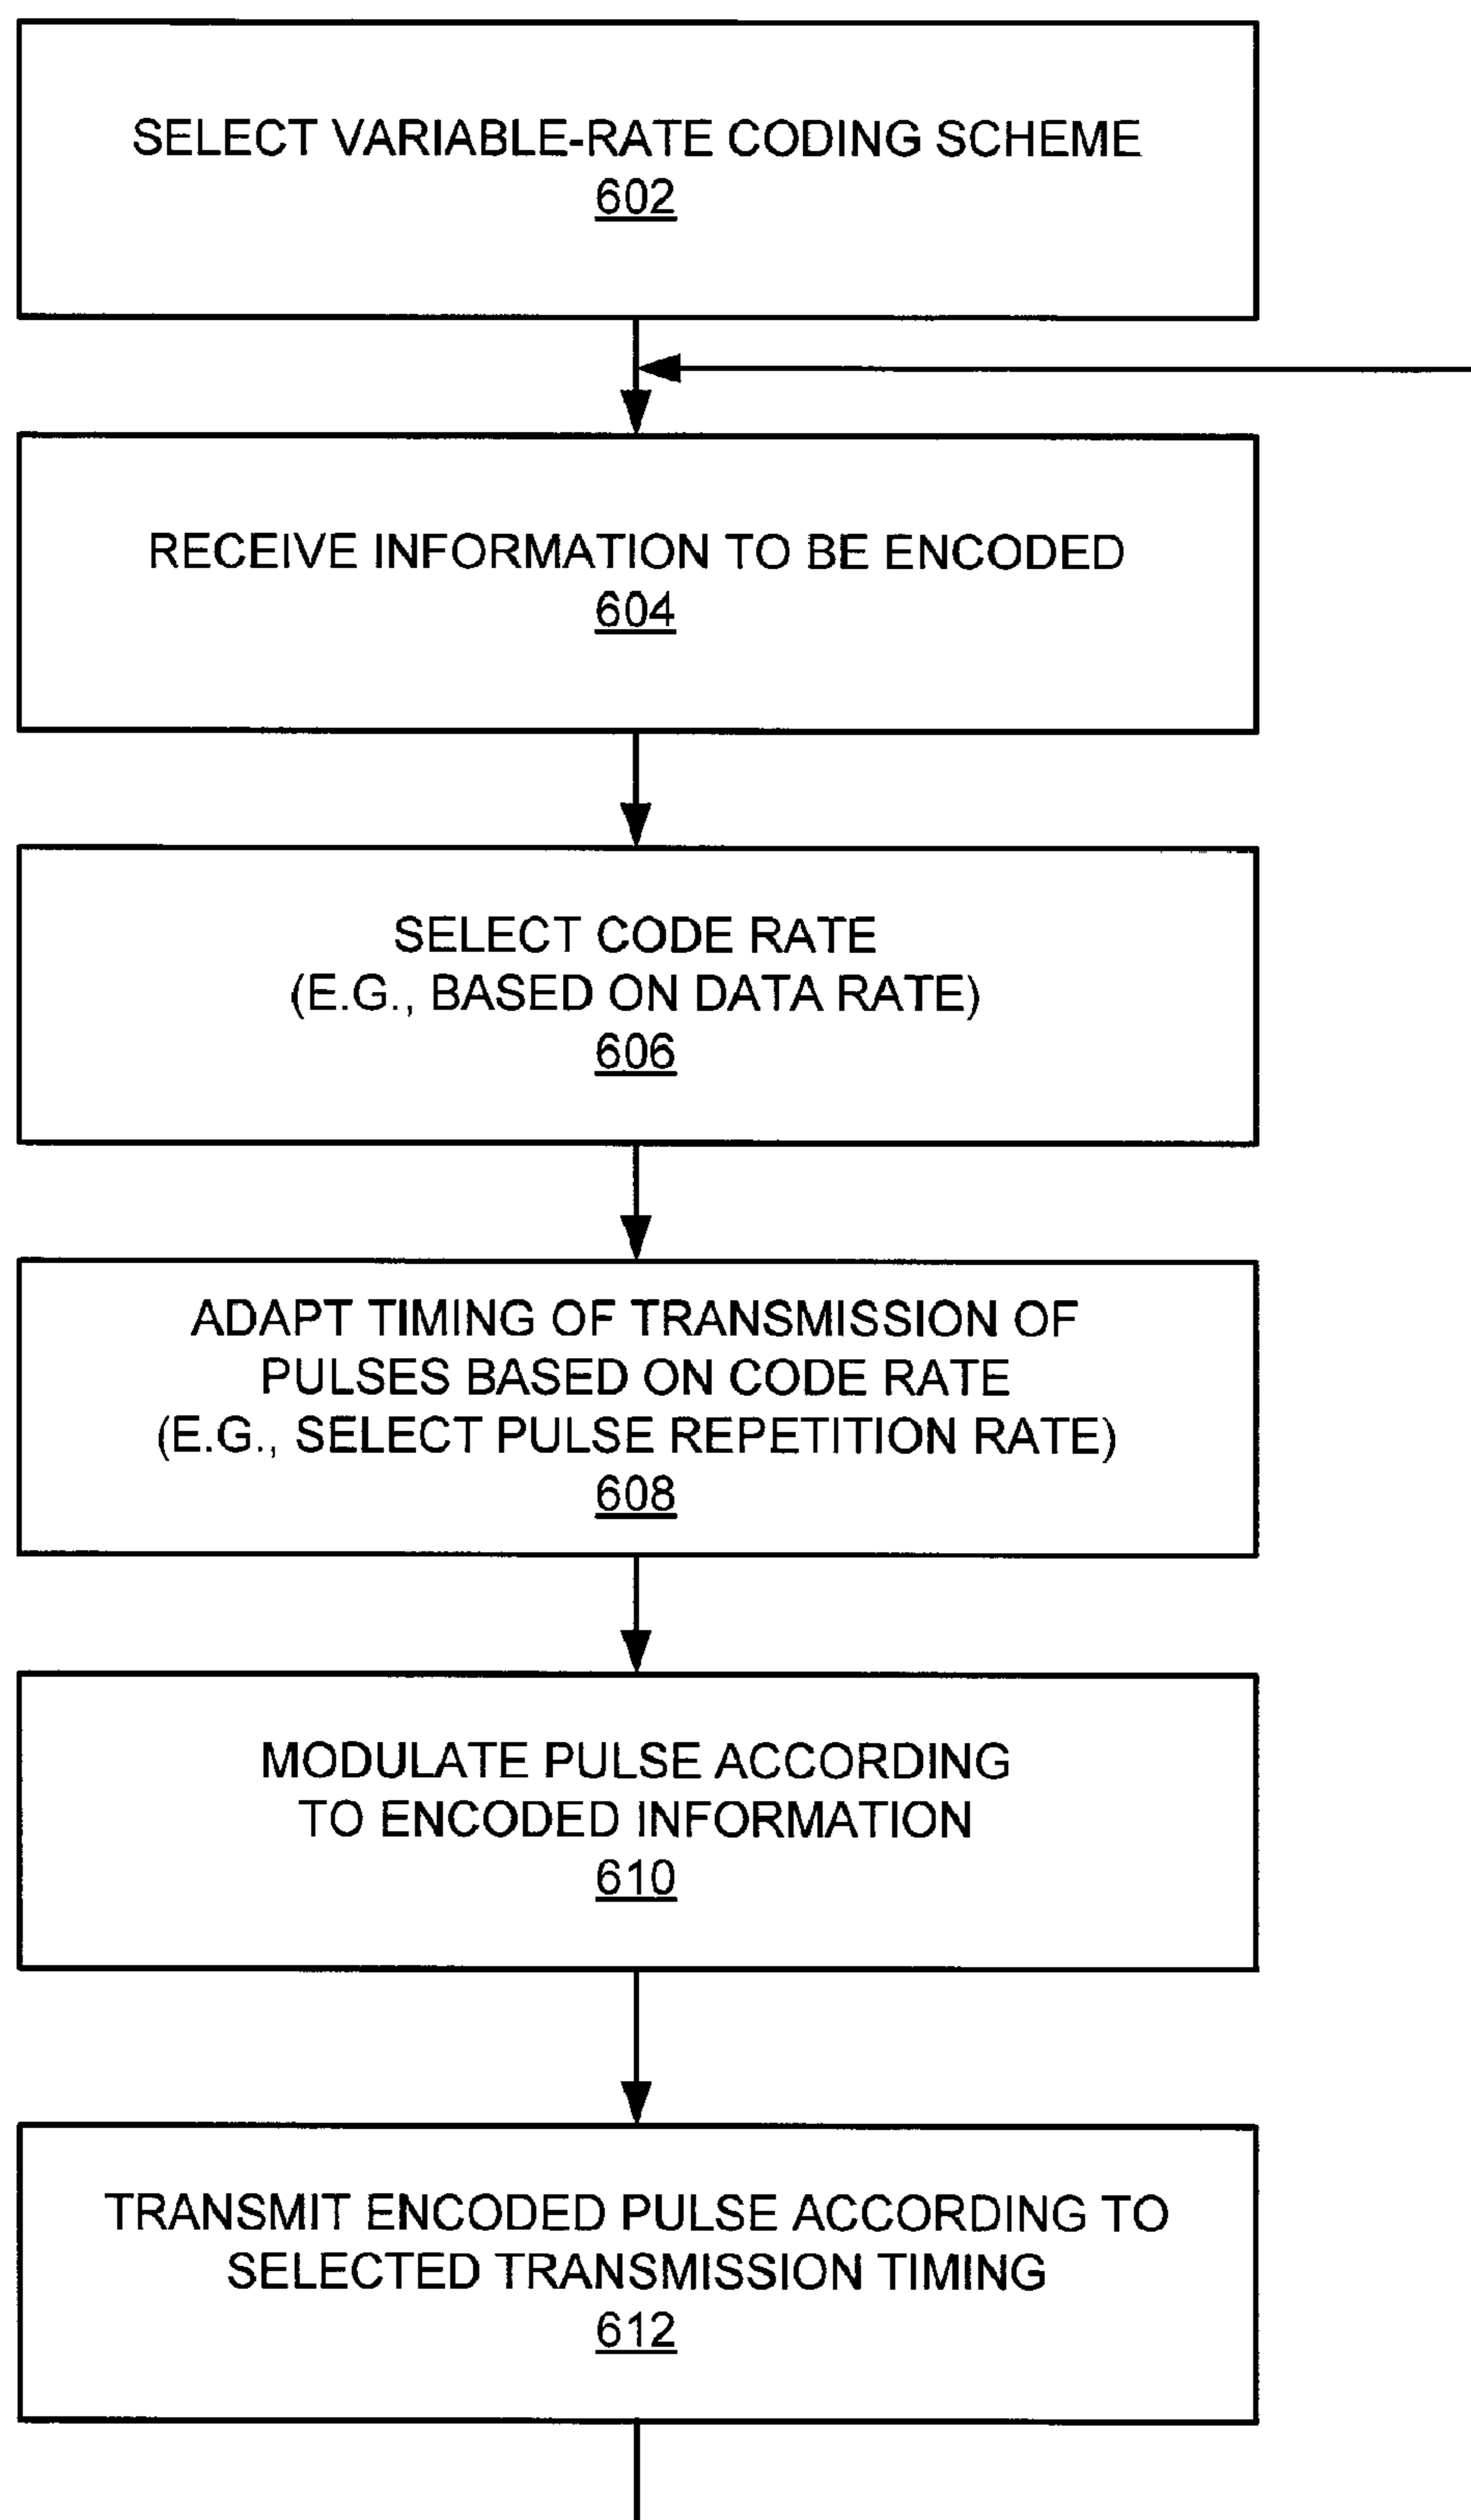 SELECT VARIABLE-RATE CODING SCHEME
602
RECEIVE INFORMATION TO BE ENCODED
604
SELECT CODE RATE
(E.G., BASED ON DATA RATE)
606
ADAPT TIMING OF TRANSMISSION OF
PULSES BASED ON CODE RATE
(E.G., SELECT PULSE REPETITION RATE)
608
MODULATE PULSE ACCORDING
TO ENCODED INFORMATION
610
TRANSMIT ENCODED PULSE ACCORDING TO
SELECTED TRANSMISSION TIMING
612